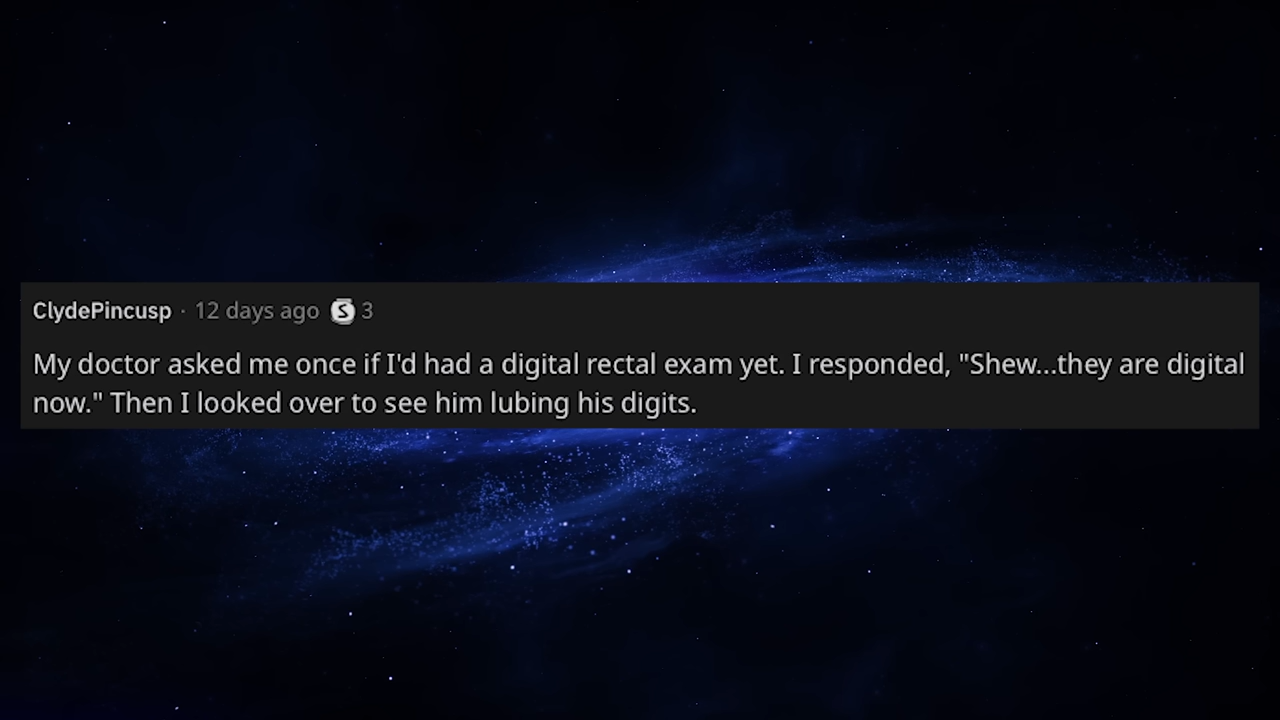 ClydePincusp · 12 days ago S 3
My doctor asked me once if I'd had a digital rectal exam yet. I responded, "Shew...they are digital
now." Then I looked over to see him lubing his digits.